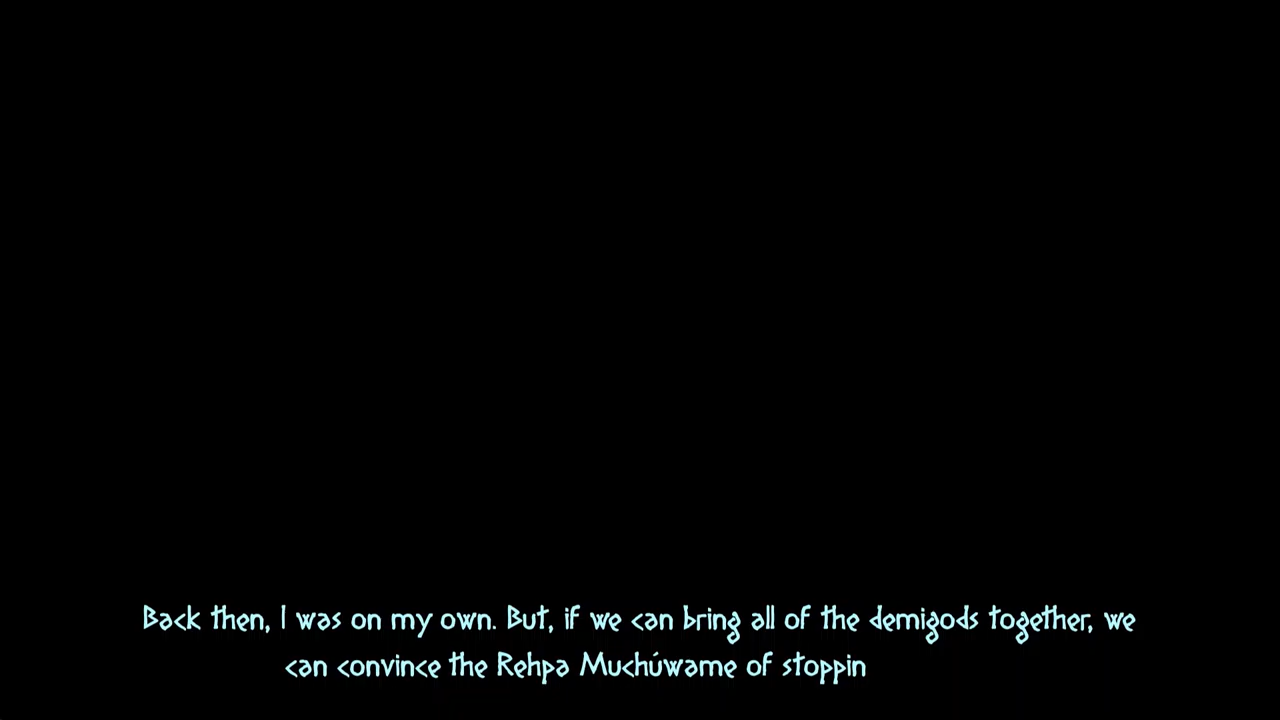 Back then, I was on my own. But, if we can bring all of the demigods together, we
can convince the Rehpa Muchúwame of stoppin